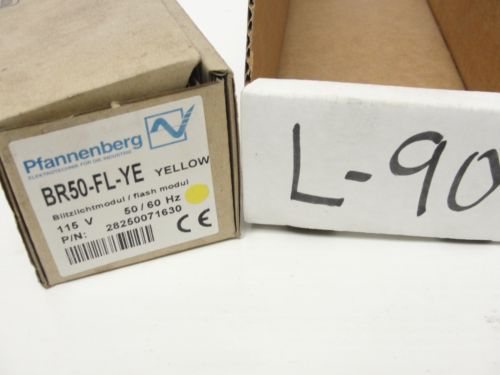 Pfannenberg
ELEKTROTECHNIK FÜR DIE INDUSTRIE
BR50-FL-YE YELLOW
Blitzlichtmodul / flash modul
115 V 50 / 60 Hz
P/N: 28250071630
CE
L-90